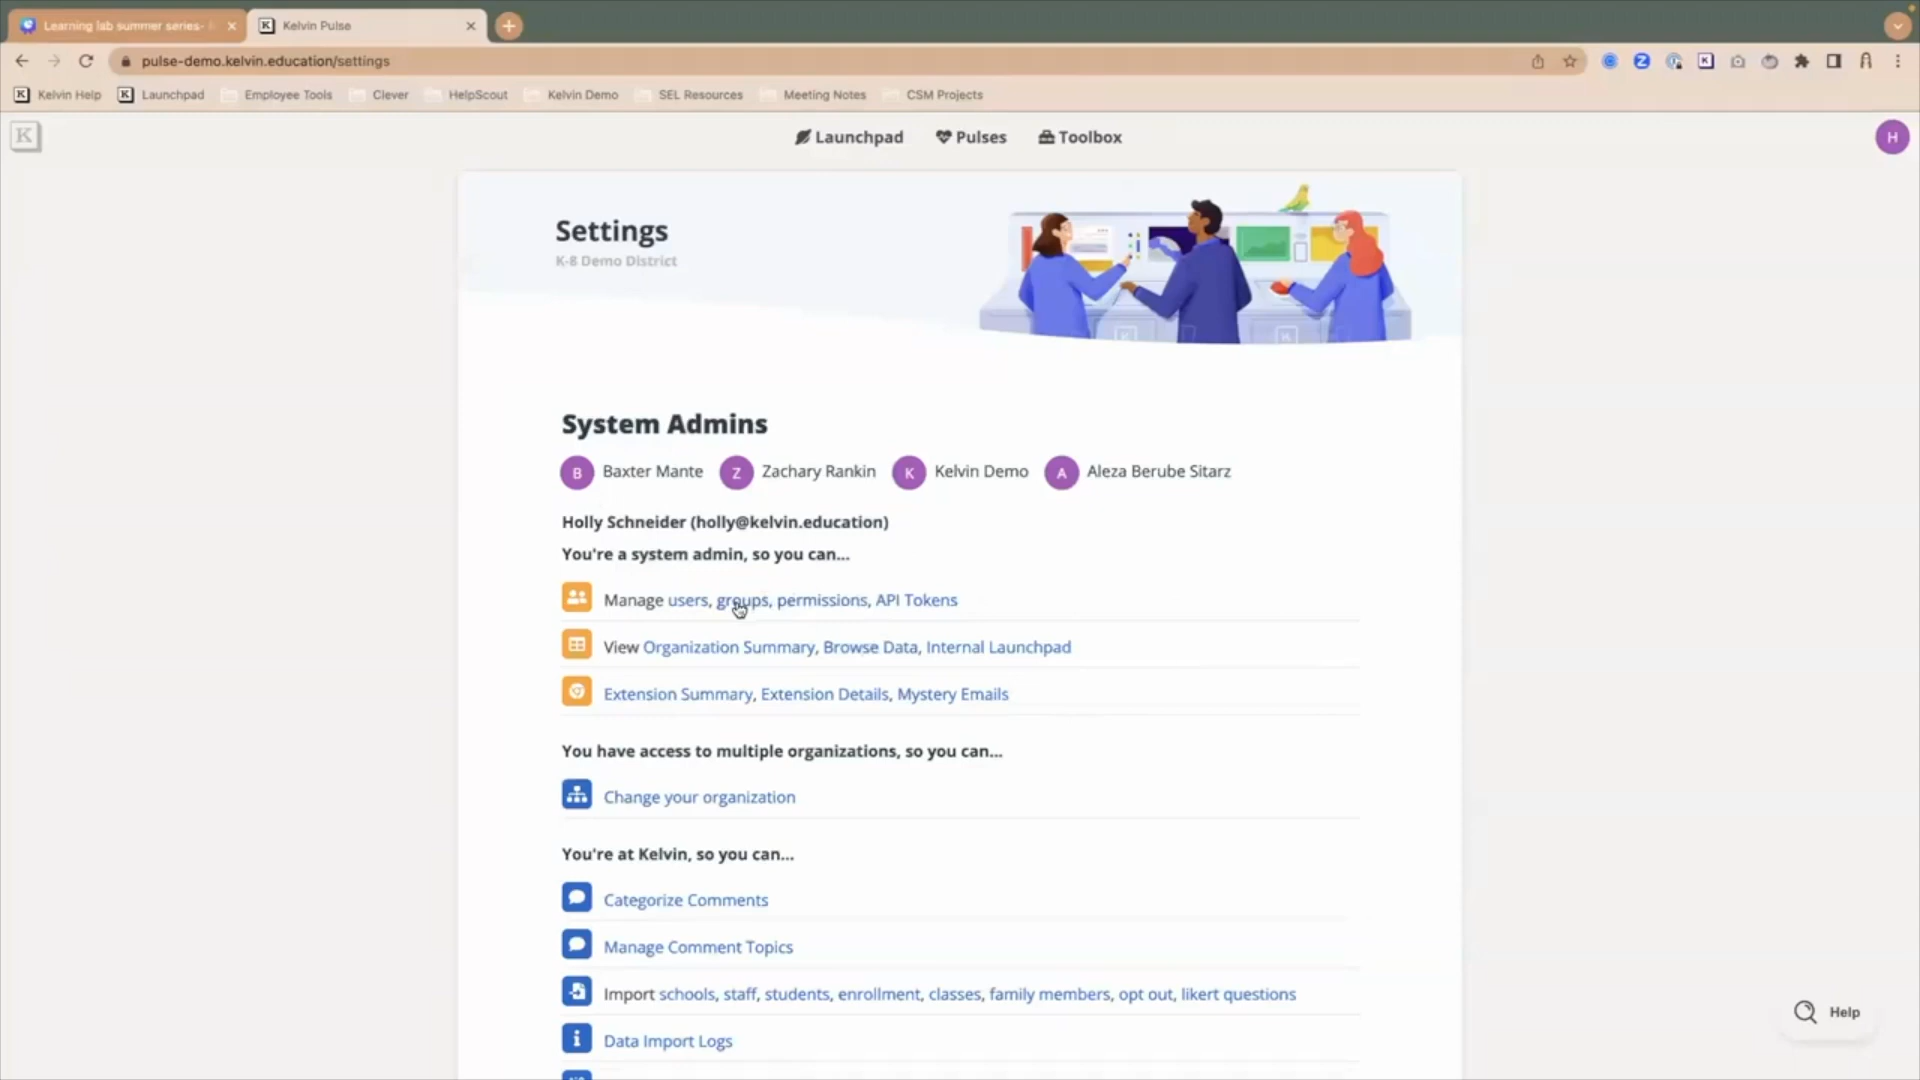 Learning lab summer series-
K Kelvin Pulse
pulse-demo.kelvin.education/settings
K Kelvin Help K Launchpad Employee Tools Clever HelpScout Kelvin Demo SEL Resources Meeting Notes CSM Projects
K Launchpad Pulses Toolbox H
Settings
K-8 Demo District
System Admins
B Baxter Mante Z Zachary Rankin K Kelvin Demo A Aleza Berube Sitarz
Holly Schneider (holly@kelvin.education)
You're a system admin, so you can...
Manage users, groups, permissions, API Tokens
View Organization Summary, Browse Data, Internal Launchpad
Extension Summary, Extension Details, Mystery Emails
You have access to multiple organizations, so you can...
Change your organization
You're at Kelvin, so you can...
Categorize Comments
Manage Comment Topics
Import schools, staff, students, enrollment, classes, family members, opt out, likert questions
Data Import Logs
Help